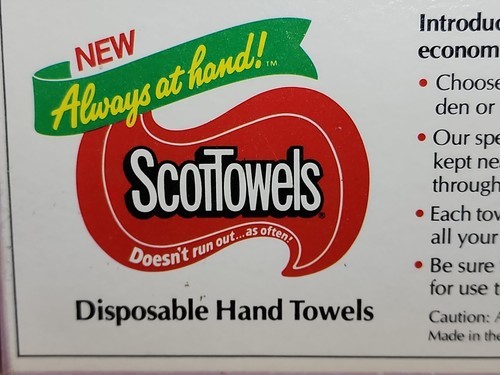 NEW
Always at hand!™
SCOTTOWELS®
Doesn't run out...as often!
Disposable Hand Towels
Introduc
econom
• Choose
den or
• Our spe
kept ne
through
• Each tow
all your
• Be sure
for use t
Caution:
Made in the